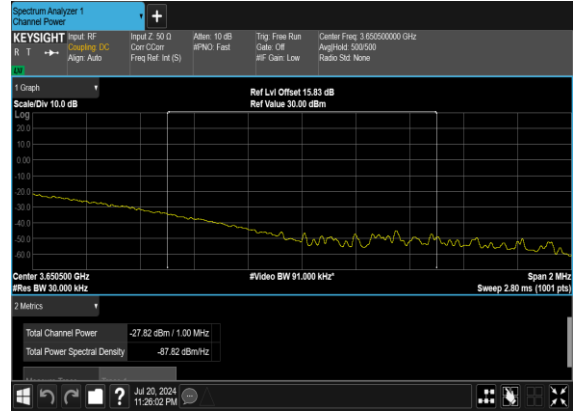 Spectrum Analyzer 1
Channel Power
KEYSIGHT
R T
LM
Input: RF
Coupling: DC
Align: Auto
Input Z: 50 Ω
Corr CCorr
Freq Ref: Int (S)
Atten: 10 dB
#PNO: Fast
Trig: Free Run
Gate: Off
#IF Gain: Low
Center Freq: 3.650500000 GHz
Avg|Hold: 500/500
Radio Std: None
1 Graph
Scale/Div 10.0 dB
Ref Lvl Offset 15.83 dB
Ref Value 30.00 dBm
Log
20.0
10.0
0.00
-10.0
-20.0
-30.0
-40.0
-50.0
-60.0
Center 3.650500 GHz
#Video BW 91.000 kHz*
Span 2 MHz
#Res BW 30.000 kHz
Sweep 2.80 ms (1001 pts)
2 Metrics
Total Channel Power -27.82 dBm / 1.00 MHz
Total Power Spectral Density -87.82 dBm/Hz
?
Jul 20, 2024
11:26:02 PM